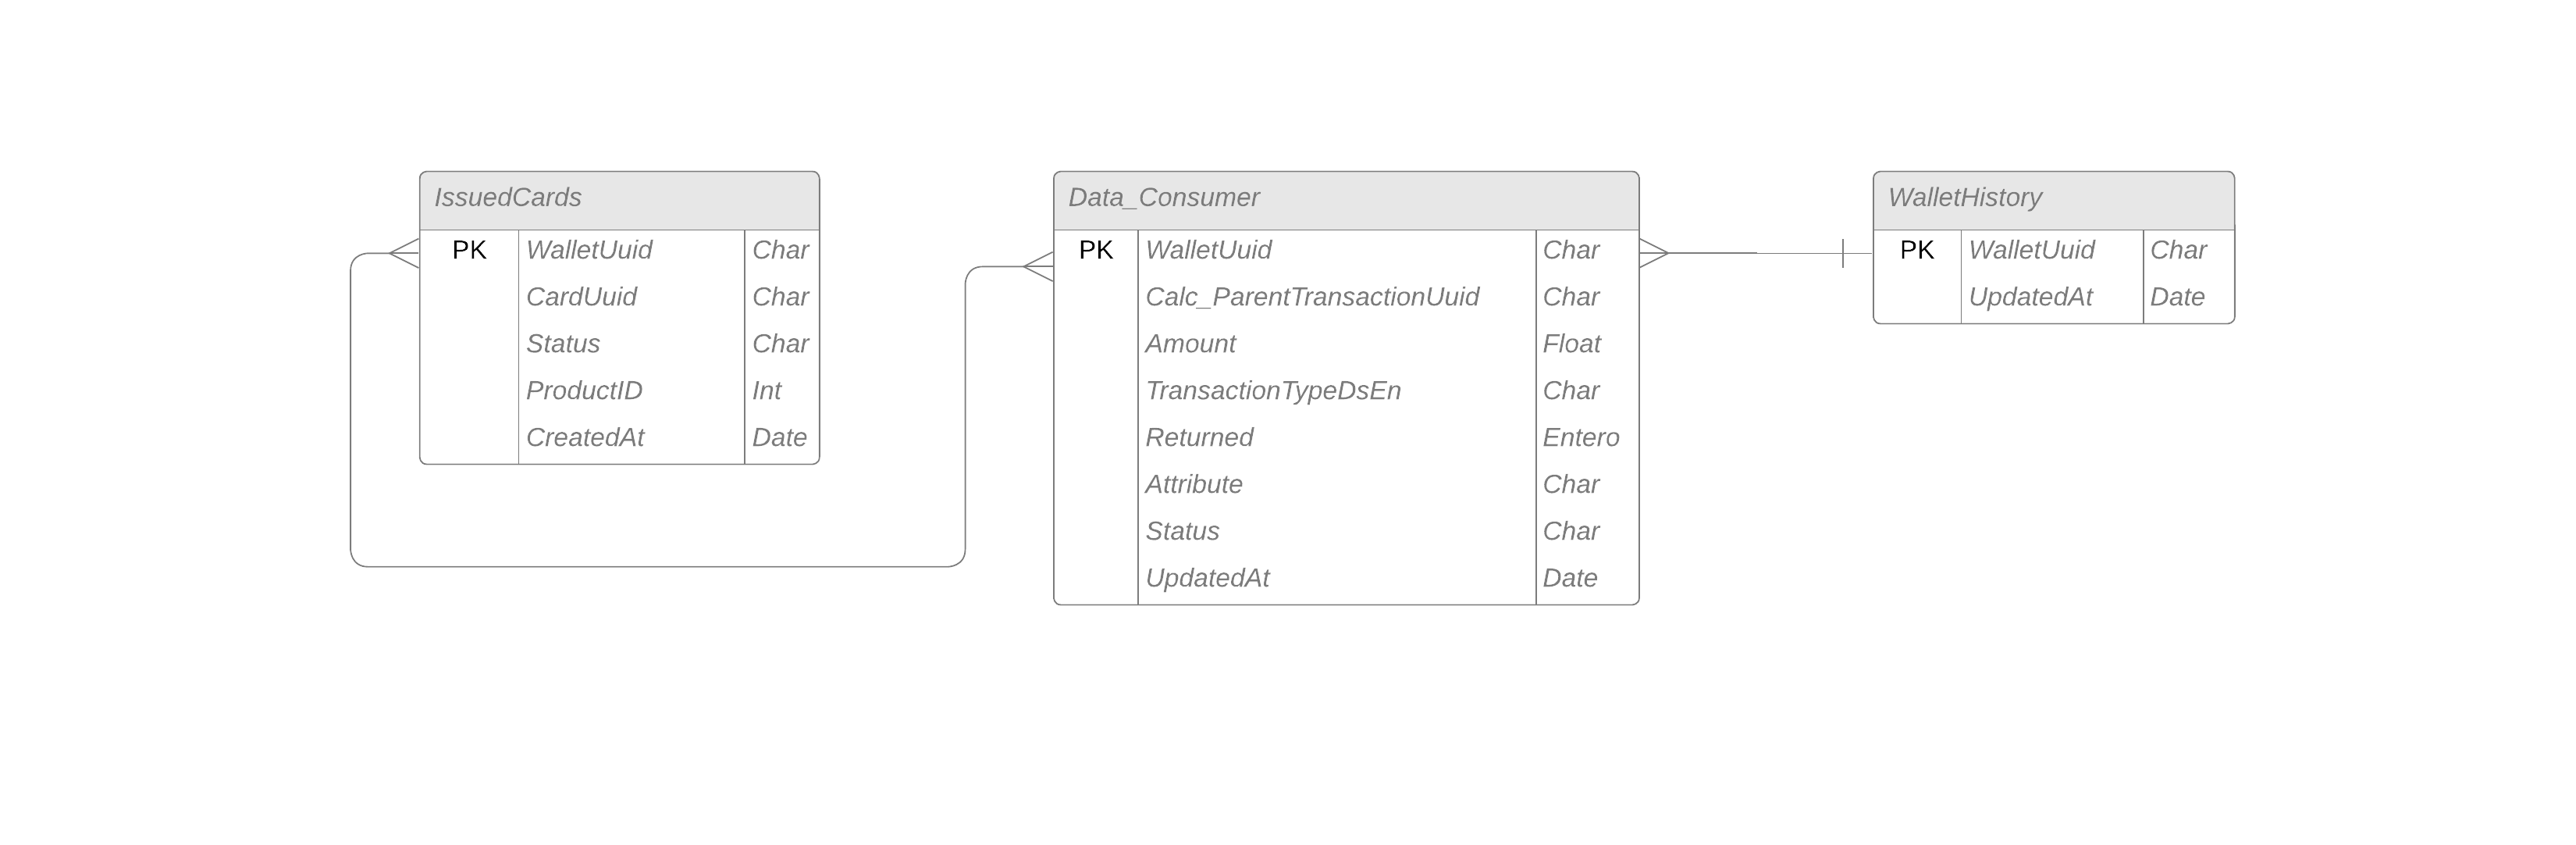 IssuedCards
PK WalletUuid Char
CardUuid Char
Status Char
ProductID Int
CreatedAt Date
Data_Consumer
PK WalletUuid Char
Calc_ParentTransactionUuid Char
Amount Float
TransactionTypeDsEn Char
Returned Entero
Attribute Char
Status Char
UpdatedAt Date
WalletHistory
PK WalletUuid Char
UpdatedAt Date